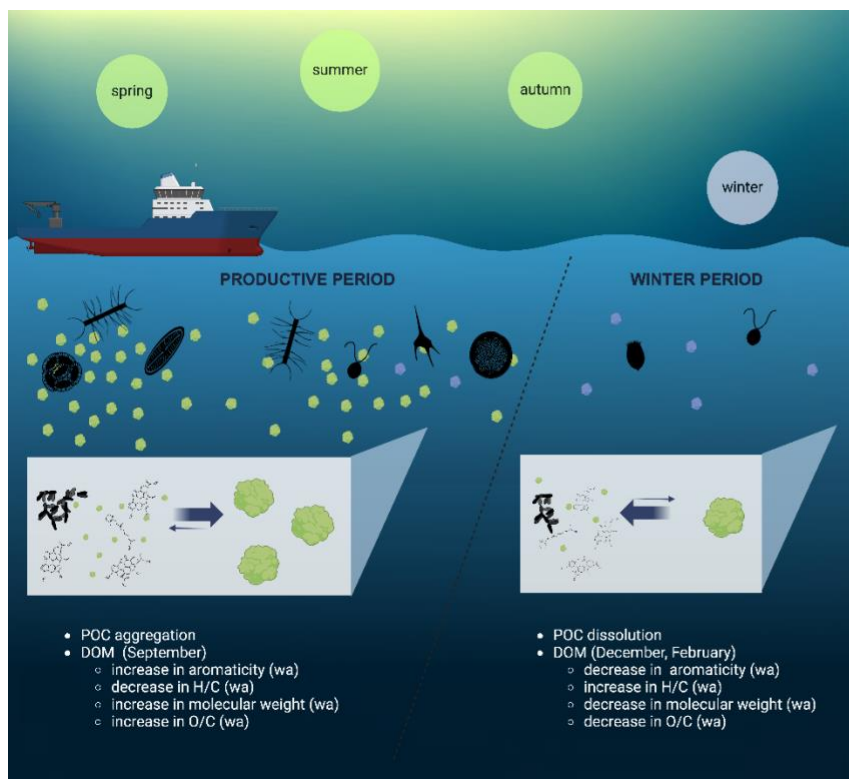 spring
summer
autumn
winter
PRODUCTIVE PERIOD
WINTER PERIOD
• POC aggregation
• DOM (September)
○ increase in aromaticity (wa)
○ decrease in H/C (wa)
○ increase in molecular weight (wa)
○ increase in O/C (wa)
• POC dissolution
• DOM (December, February)
○ decrease in aromaticity (wa)
○ increase in H/C (wa)
○ decrease in molecular weight (wa)
○ decrease in O/C (wa)